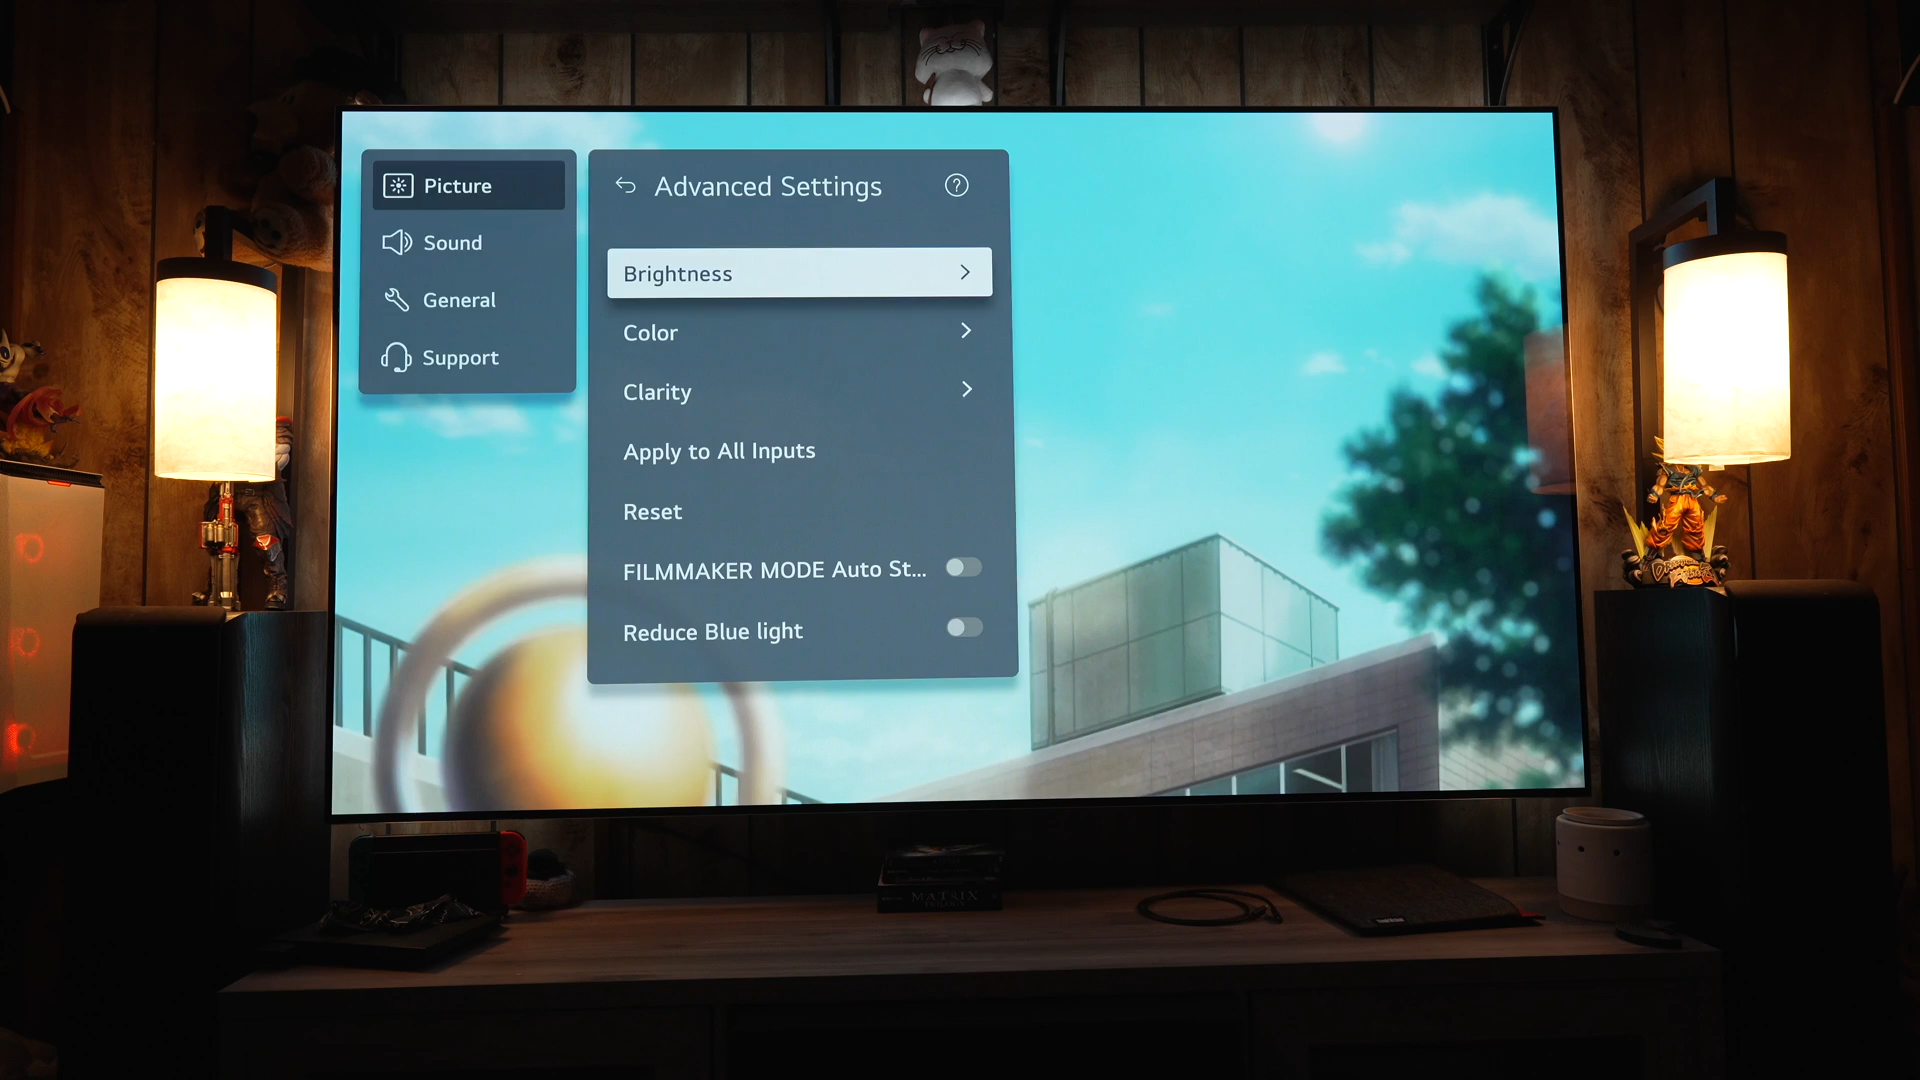 Picture
Sound
General
Support
Advanced Settings
Brightness
Color
Clarity
Apply to All Inputs
Reset
FILMMAKER MODE Auto St...
Reduce Blue light
MATRIX